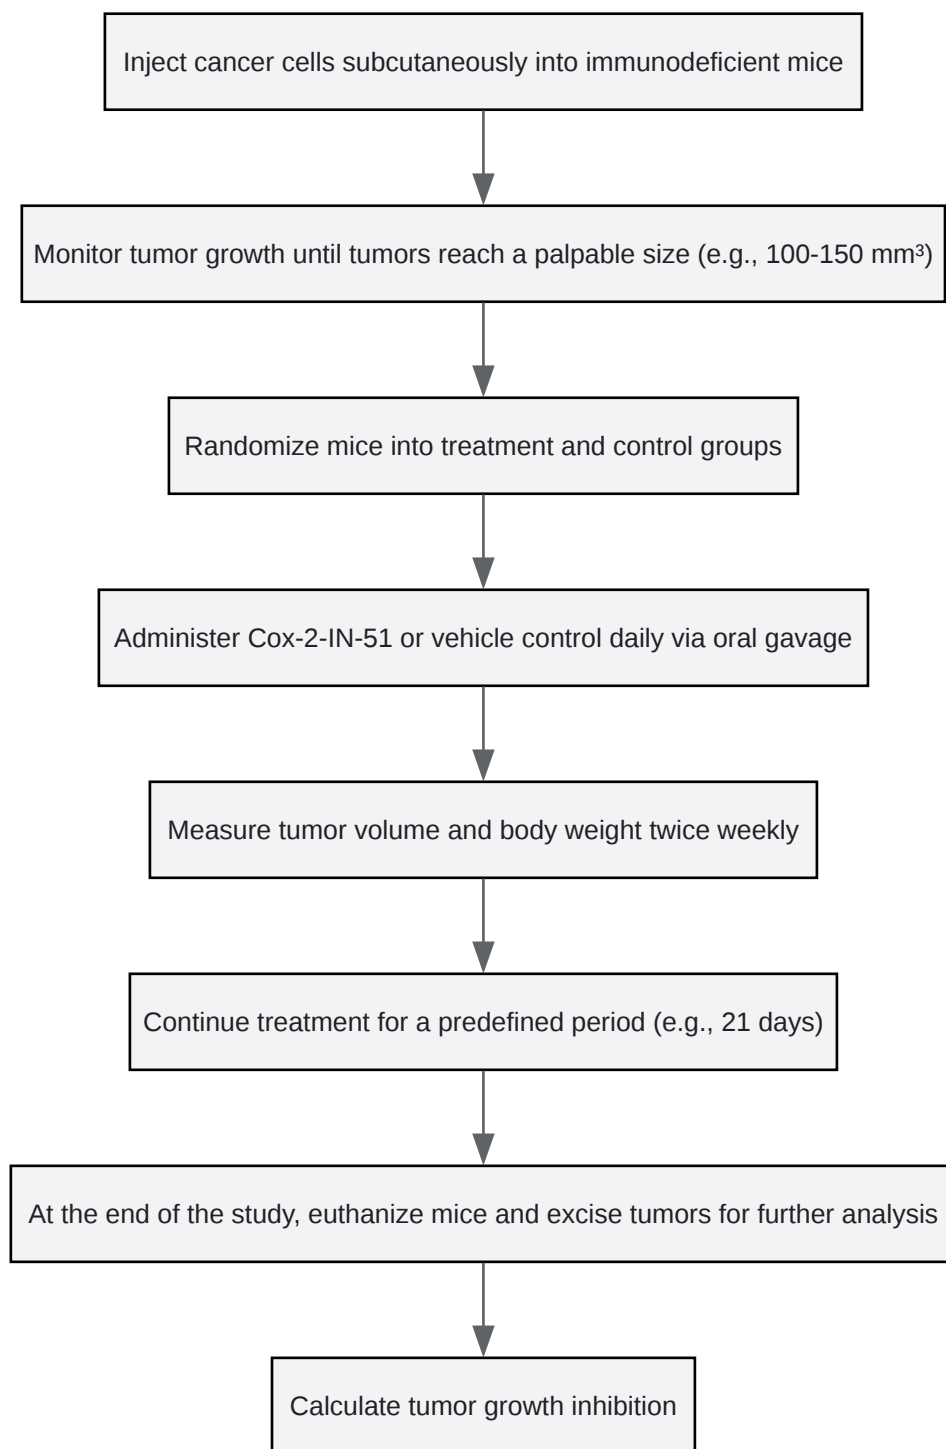 Inject cancer cells subcutaneously into immunodeficient mice
Monitor tumor growth until tumors reach a palpable size (e.g., 100-150 mm³)
Randomize mice into treatment and control groups
Administer Cox-2-IN-51 or vehicle control daily via oral gavage
Measure tumor volume and body weight twice weekly
Continue treatment for a predefined period (e.g., 21 days)
At the end of the study, euthanize mice and excise tumors for further analysis
Calculate tumor growth inhibition